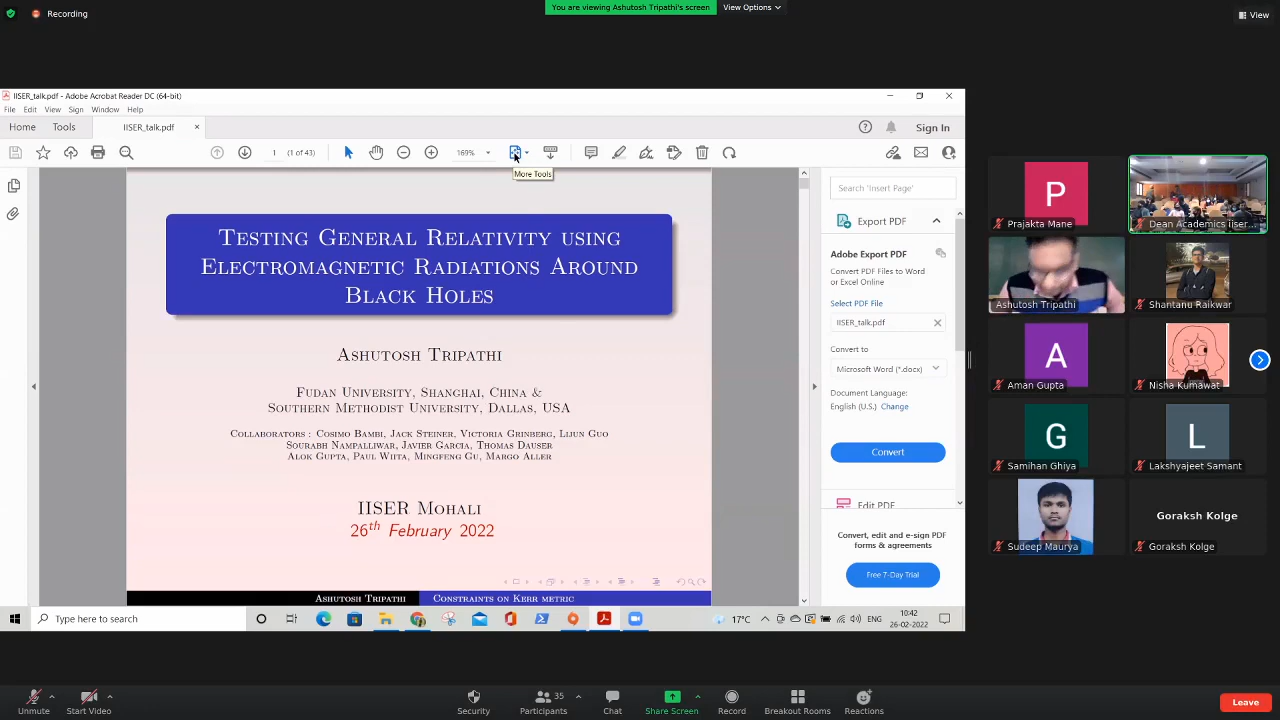 Recording
You are viewing Ashutosh Tripathi's screen
View Options
View
IISER_talk.pdf - Adobe Acrobat Reader DC (64-bit)
File Edit View Sign Window Help
Home Tools IISER_talk.pdf × Sign In
1 (1 of 43) 169%
More Tools
TESTING GENERAL RELATIVITY USING
ELECTROMAGNETIC RADIATIONS AROUND
BLACK HOLES
ASHUTOSH TRIPATHI
FUDAN UNIVERSITY, SHANGHAI, CHINA &
SOUTHERN METHODIST UNIVERSITY, DALLAS, USA
COLLABORATORS : COSIMO BAMBI, JACK STEINER, VICTORIA GRINBERG, LIJUN GUO
SOURABH NAMPALLIWAR, JAVIER GARCIA, THOMAS DAUSER
ALOK GUPTA, PAUL WIITA, MINGFENG GU, MARGO ALLER
IISER MOHALI
26th February 2022
ASHUTOSH TRIPATHI CONSTRAINTS ON KERR METRIC
Search 'Insert Page'
Export PDF
Adobe Export PDF
Convert PDF Files to Word
or Excel Online
Select PDF File
IISER_talk.pdf
Convert to
Microsoft Word (*.docx)
Document Language:
English (U.S.) Change
Convert
Edit PDF
Convert, edit and e-sign PDF
forms & agreements
Free 7-Day Trial
Type here to search
17°C
ENG
10:42
26-02-2022
P
Prajakta Mane
Dean Academics iiser...
Ashutosh Tripathi
Shantanu Raikwar
A
Aman Gupta
Nisha Kumawat
G
Samihan Ghiya
L
Lakshyajeet Samant
Sudeep Maurya
Goraksh Kolge
Goraksh Kolge
Unmute Start Video Security Participants 35 Chat Share Screen Record Breakout Rooms Reactions Leave